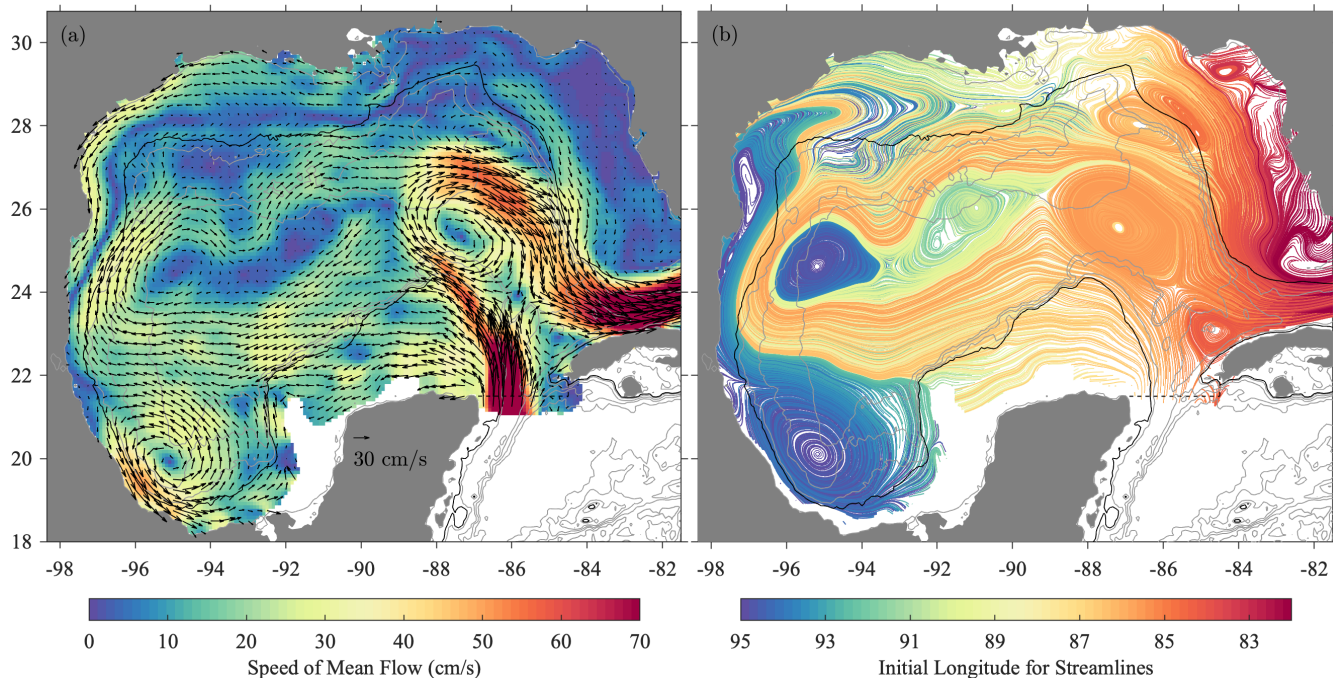 (a)
(b)
30
28
26
24
22
20
18
30 cm/s
-98 -96 -94 -92 -90 -88 -86 -84 -82
-98 -96 -94 -92 -90 -88 -86 -84 -82
0 10 20 30 40 50 60 70
95 93 91 89 87 85 83
Speed of Mean Flow (cm/s)
Initial Longitude for Streamlines